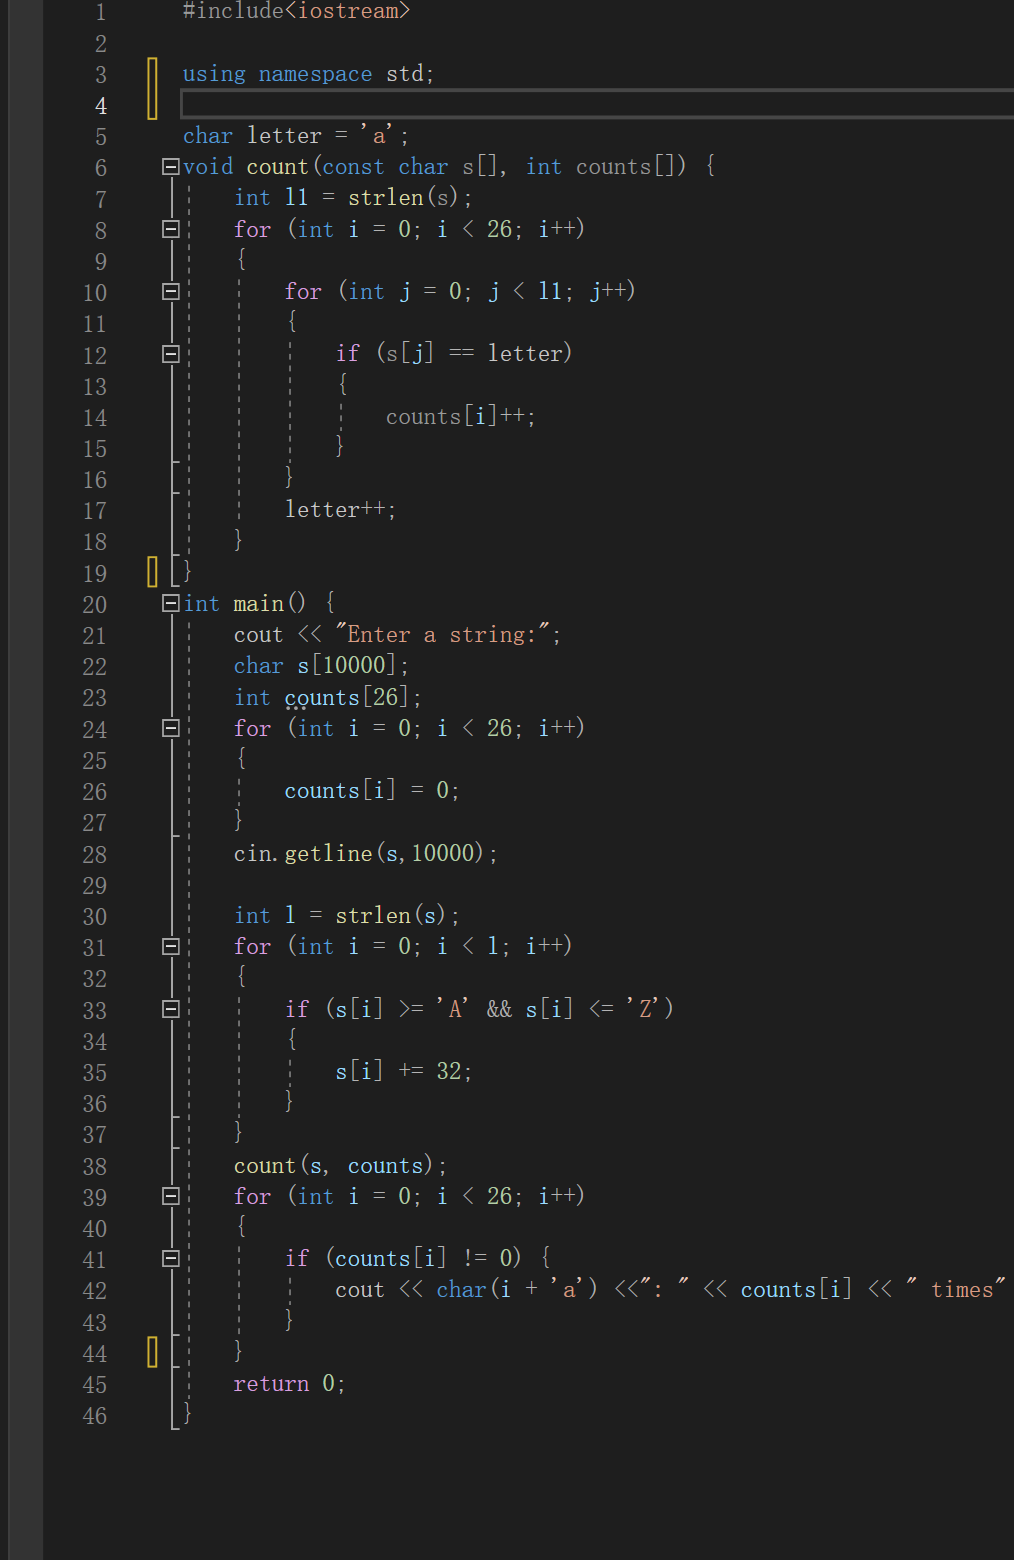 1 #include<iostream>
2
3 using namespace std;
4
5 char letter = 'a';
6 void count(const char s[], int counts[]) {
7 int l1 = strlen(s);
8 for (int i = 0; i < 26; i++)
9 {
10 for (int j = 0; j < l1; j++)
11 {
12 if (s[j] == letter)
13 {
14 counts[i]++;
15 }
16 }
17 letter++;
18 }
19 }
20 int main() {
21 cout << "Enter a string:";
22 char s[10000];
23 int counts[26];
24 for (int i = 0; i < 26; i++)
25 {
26 counts[i] = 0;
27 }
28 cin.getline(s,10000);
29
30 int l = strlen(s);
31 for (int i = 0; i < l; i++)
32 {
33 if (s[i] >= 'A' && s[i] <= 'Z')
34 {
35 s[i] += 32;
36 }
37 }
38 count(s, counts);
39 for (int i = 0; i < 26; i++)
40 {
41 if (counts[i] != 0) {
42 cout << char(i + 'a') <<": " << counts[i] << " times"
43 }
44 }
45 return 0;
46 }